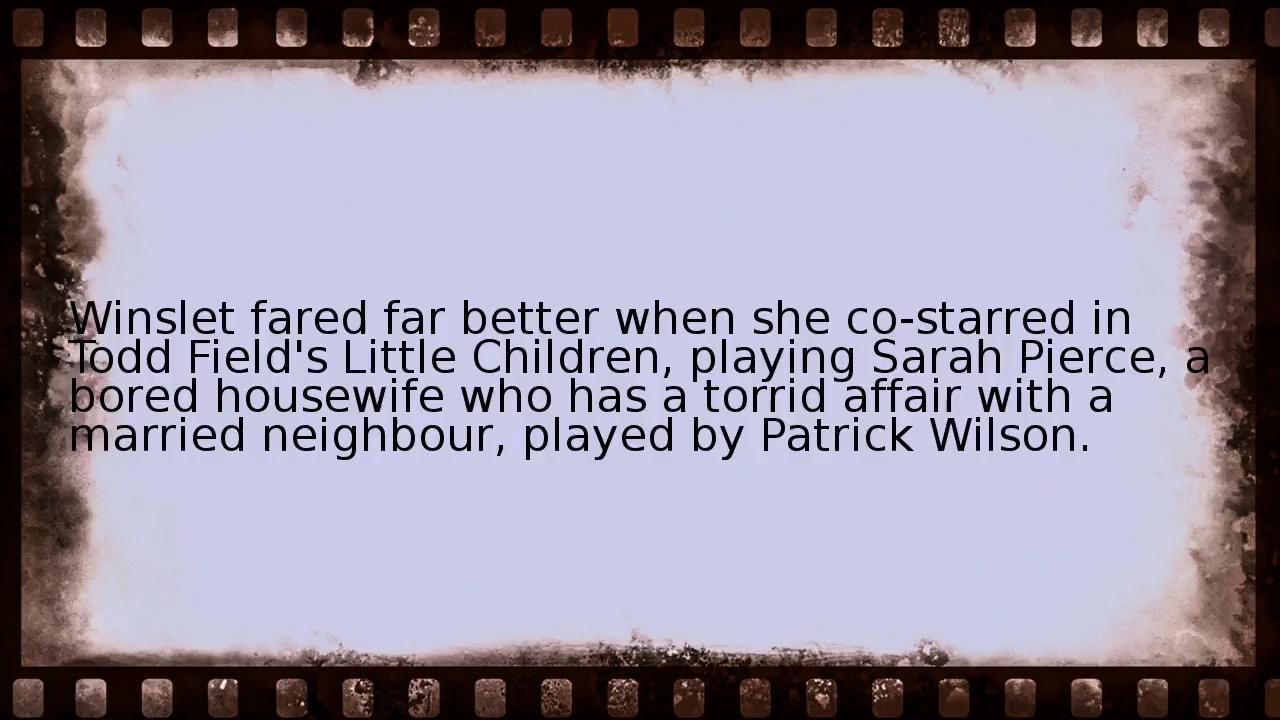 Winslet fared far better when she co-starred in
Todd Field's Little Children, playing Sarah Pierce, a
bored housewife who has a torrid affair with a
married neighbour, played by Patrick Wilson.